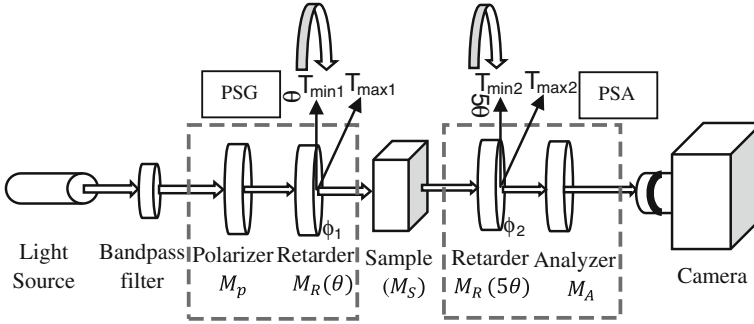 PSG
θ
T_min1
T_max1
5θ
T_min2
T_max2
PSA
ϕ₁
ϕ₂
Light
Source
Bandpass
filter
Polarizer
M_p
Retarder
M_R(θ)
Sample
(M_S)
Retarder
M_R(5θ)
Analyzer
M_A
Camera